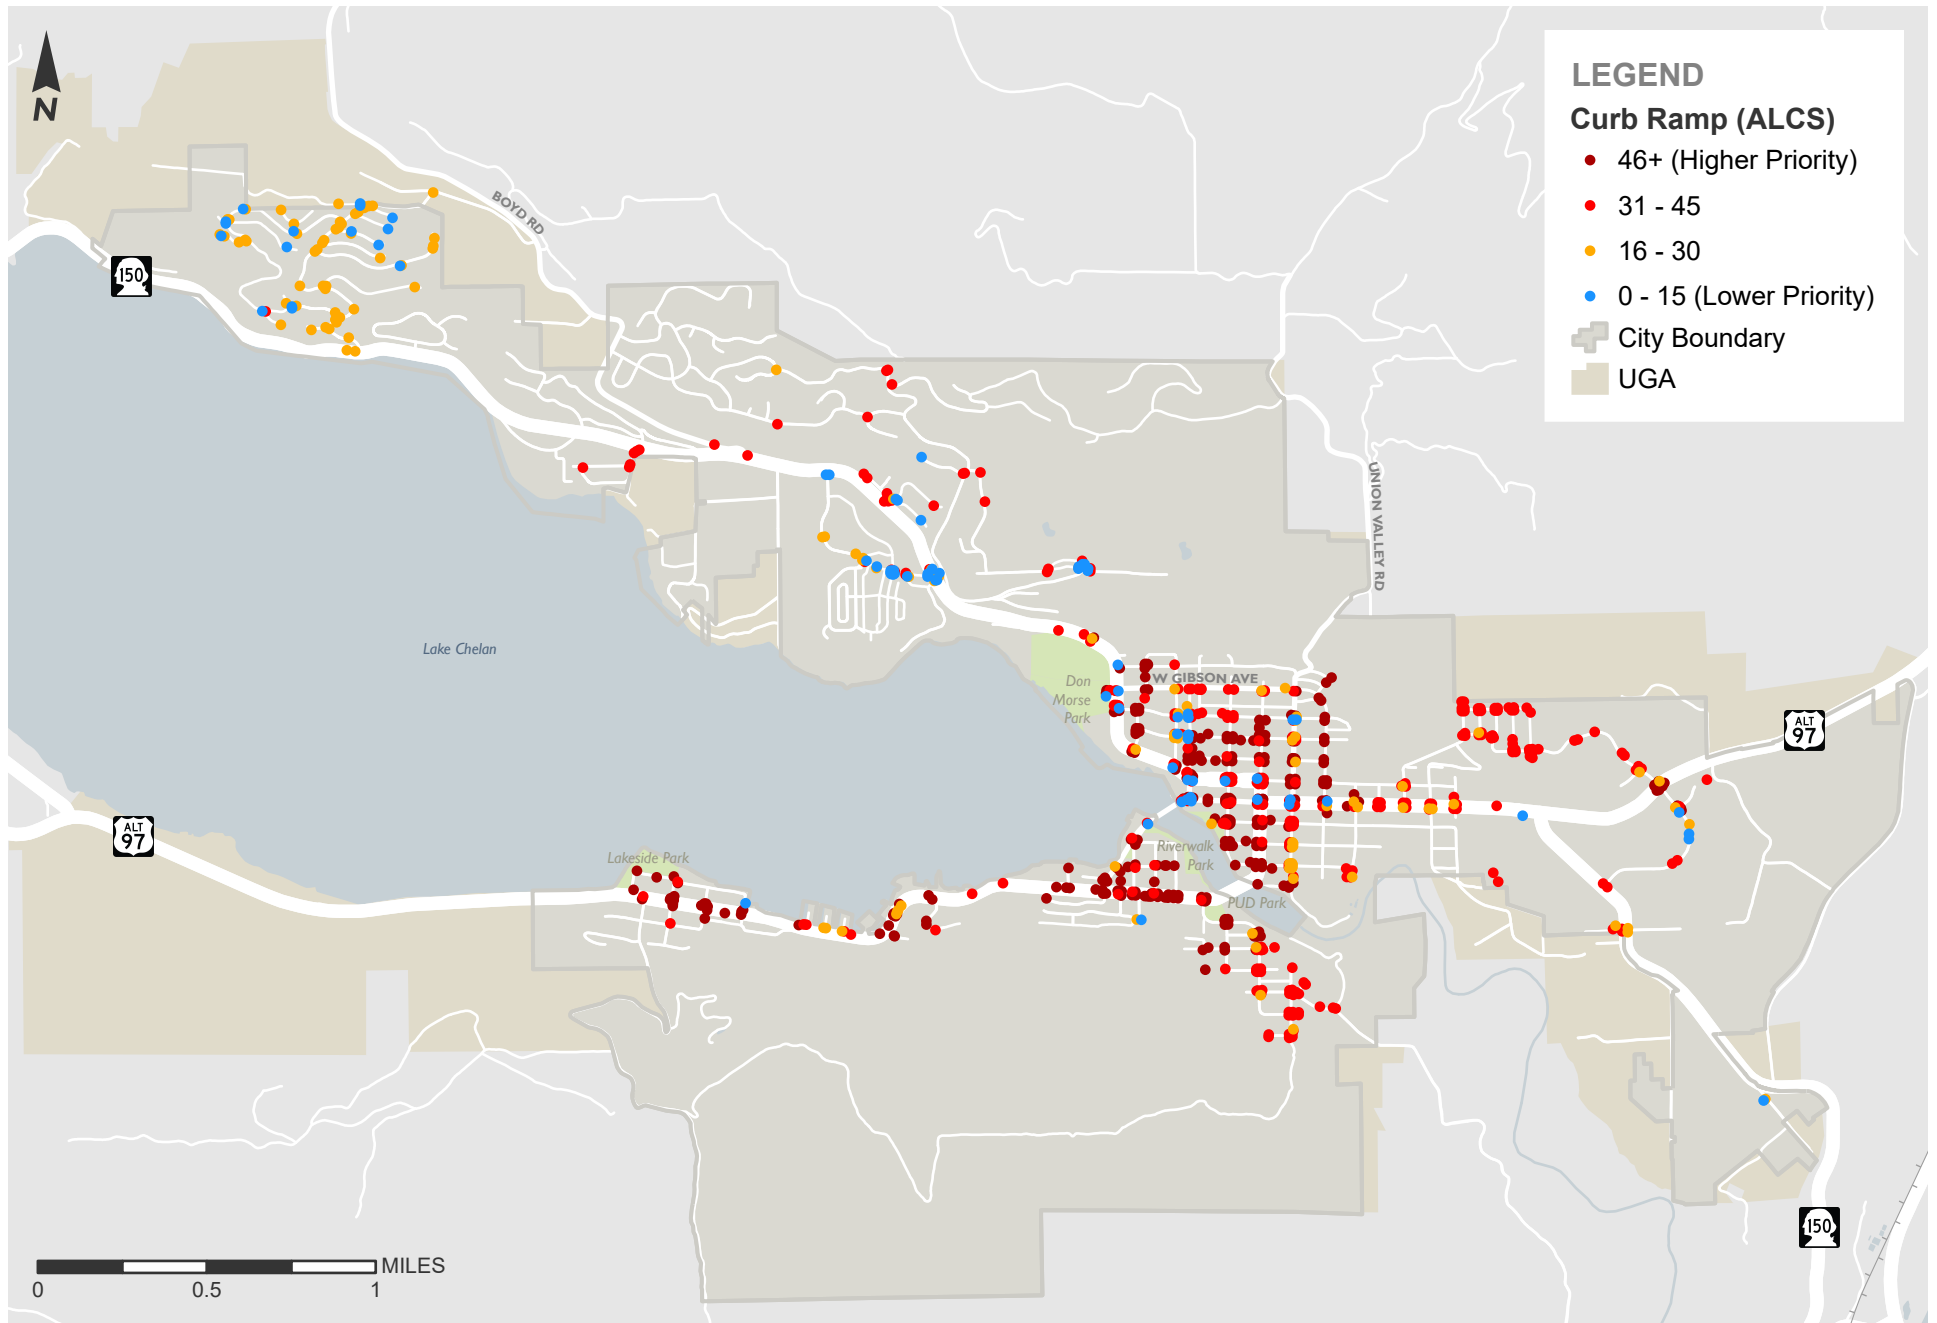 N
LEGEND
Curb Ramp (ALCS)
46+ (Higher Priority)
31 - 45
16 - 30
0 - 15 (Lower Priority)
City Boundary
UGA
BOYD RD
150
UNION VALLEY RD
Lake Chelan
Don
Morse
Park
W GIBSON AVE
ALT
97
ALT
97
Lakeside Park
Riverwalk
Park
PUD Park
150
MILES
0
0.5
1